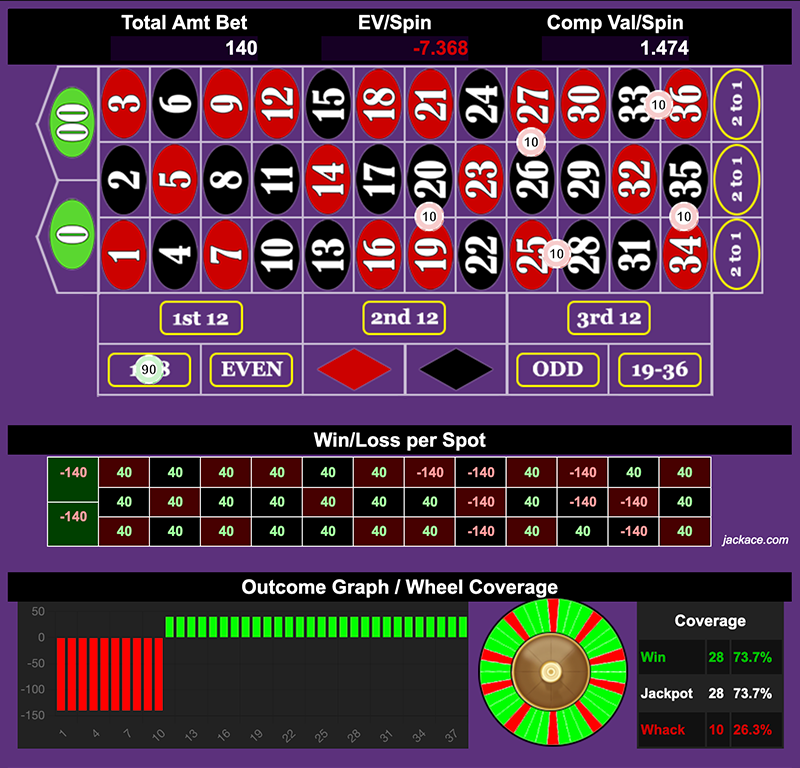 Total Amt Bet EV/Spin Comp Val/Spin
140 -7.368 1.474
00 3 6 9 12 15 18 21 24 27 30 33 10 36 2 to 1
10
2 5 8 11 14 17 20 23 26 29 32 35 2 to 1
10 10
0 1 4 7 10 13 16 19 22 25 10 28 31 34 2 to 1
1st 12 2nd 12 3rd 12
90 EVEN ODD 19-36
Win/Loss per Spot
-140 40 40 40 40 40 40 -140 -140 40 -140 40 40
-140 40 40 40 40 40 40 40 -140 40 -140 -140 40
40 40 40 40 40 40 40 -140 40 40 -140 40
jackace.com
Outcome Graph / Wheel Coverage
50
0
-50
-100
-150
1 4 7 10 13 16 19 22 25 28 31 34 37
Coverage
Win 28 73.7%
Jackpot 28 73.7%
Whack 10 26.3%